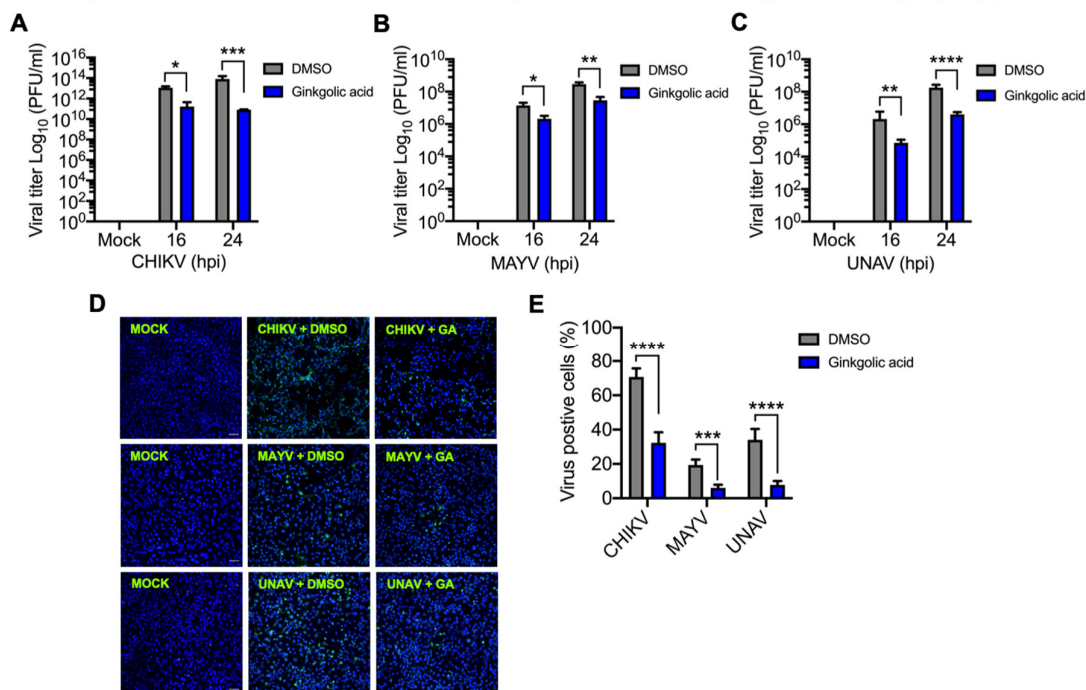 A
Viral titer Log10 (PFU/ml)
10^16
10^14
10^12
10^10
10^8
10^6
10^4
10^2
10^0
***
*
DMSO
Ginkgolic acid
Mock 16 24
CHIKV (hpi)
B
Viral titer Log10 (PFU/ml)
10^10
10^8
10^6
10^4
10^2
10^0
**
*
DMSO
Ginkgolic acid
Mock 16 24
MAYV (hpi)
C
Viral titer Log10 (PFU/ml)
10^10
10^8
10^6
10^4
10^2
10^0
****
**
DMSO
Ginkgolic acid
Mock 16 24
UNAV (hpi)
D
MOCK CHIKV + DMSO CHIKV + GA
MOCK MAYV + DMSO MAYV + GA
MOCK UNAV + DMSO UNAV + GA
E
Virus postive cells (%)
100
80
60
40
20
0
****
***
****
DMSO
Ginkgolic acid
CHIKV
MAYV
UNAV